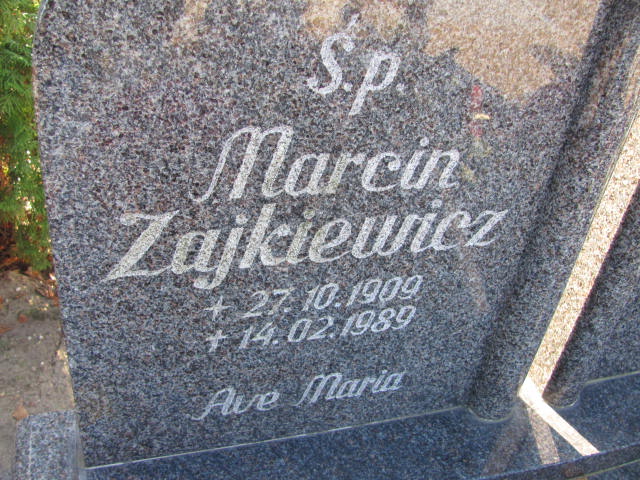 Ś.p.
Marcin
Zajkiewicz
+ 27.10.1909
+ 14.02.1989
Ave Maria